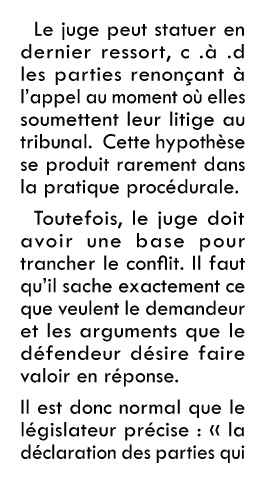 Le juge peut statuer en
dernier ressort, c .à .d
les parties renonçant à
l'appel au moment où elles
soumettent leur litige au
tribunal. Cette hypothèse
se produit rarement dans
la pratique procédurale.
Toutefois, le juge doit
avoir une base pour
trancher le conflit. Il faut
qu'il sache exactement ce
que veulent le demandeur
et les arguments que le
défendeur désire faire
valoir en réponse.
Il est donc normal que le
législateur précise : « la
déclaration des parties qui